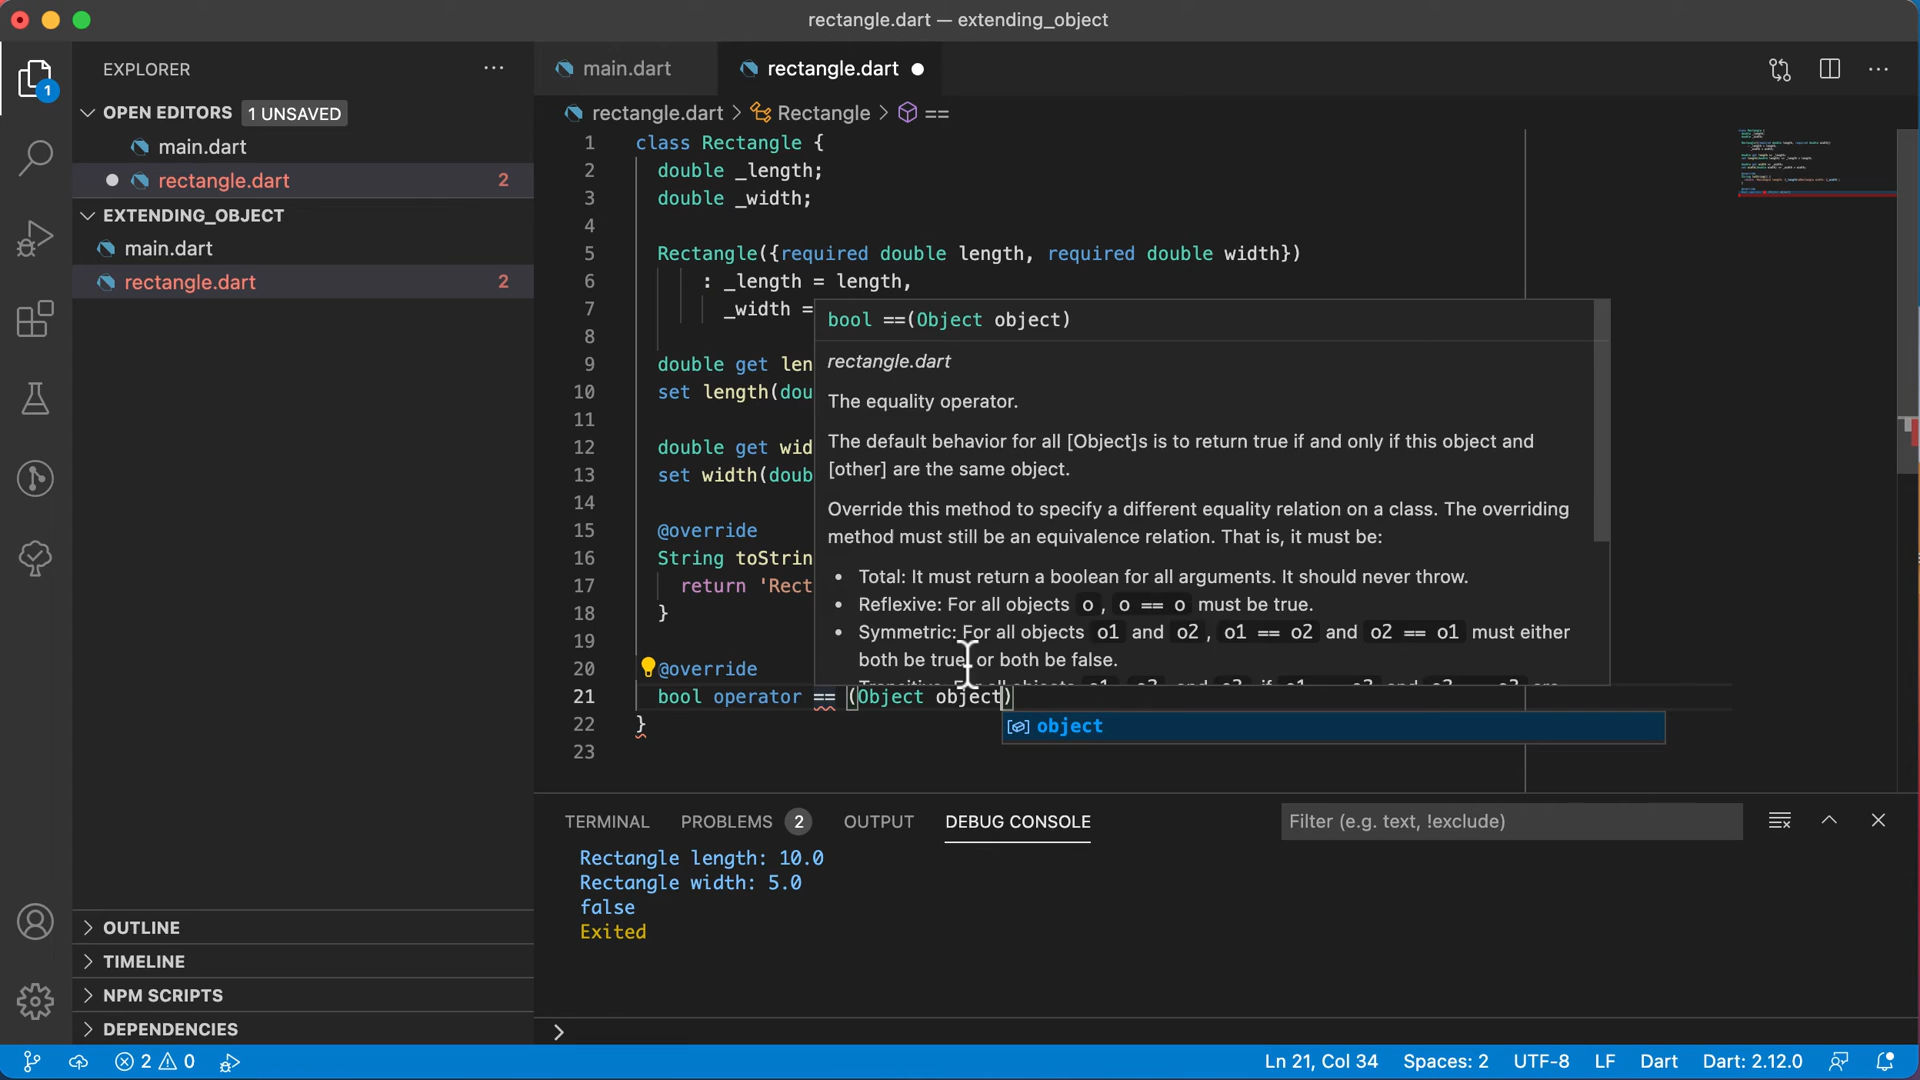 rectangle.dart — extending_object
EXPLORER
main.dart
rectangle.dart
OPEN EDITORS 1 UNSAVED
main.dart
rectangle.dart 2
EXTENDING_OBJECT
main.dart
rectangle.dart 2
OUTLINE
TIMELINE
NPM SCRIPTS
DEPENDENCIES
1
rectangle.dart > Rectangle > ==
1 class Rectangle {
2 double _length;
3 double _width;
4
5 Rectangle({required double length, required double width})
6 : _length = length,
7 _width =
8
9 double get len
10 set length(dou
11
12 double get wid
13 set width(doub
14
15 @override
16 String toStrin
17 return 'Rect
18 }
19
20 @override
21 bool operator == (Object object)
22 }
23
bool ==(Object object)
rectangle.dart
The equality operator.
The default behavior for all [Object]s is to return true if and only if this object and
[other] are the same object.
Override this method to specify a different equality relation on a class. The overriding
method must still be an equivalence relation. That is, it must be:
• Total: It must return a boolean for all arguments. It should never throw.
• Reflexive: For all objects o , o == o must be true.
• Symmetric: For all objects o1 and o2 , o1 == o2 and o2 == o1 must either
both be true, or both be false.
object
TERMINAL PROBLEMS 2 OUTPUT DEBUG CONSOLE
Filter (e.g. text, !exclude)
Rectangle length: 10.0
Rectangle width: 5.0
false
Exited
>
2 0
Ln 21, Col 34 Spaces: 2 UTF-8 LF Dart Dart: 2.12.0